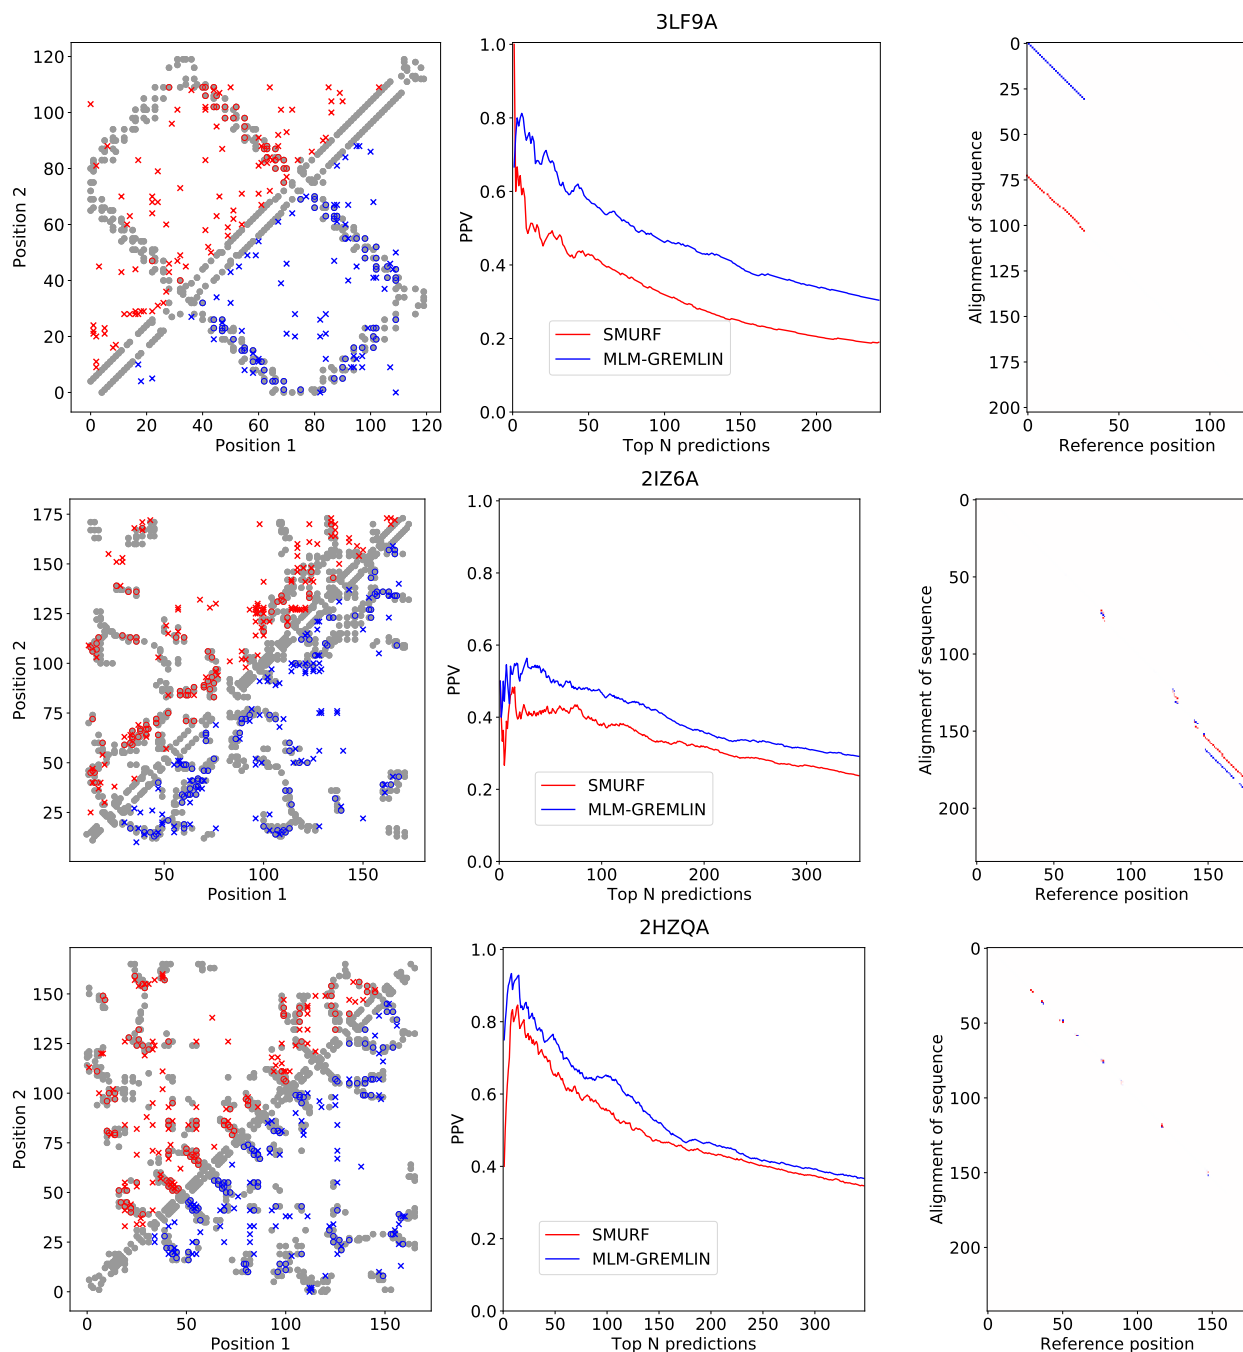 3LF9A
120
100
80
60
40
20
0
0 20 40 60 80 100 120
Position 1
Position 2
1.0
0.8
0.6
0.4
0.2
0.0
0 50 100 150 200
Top N predictions
PPV
SMURF
MLM-GREMLIN
0
25
50
75
100
125
150
175
200
0 50 100
Reference position
Alignment of sequence
2IZ6A
175
150
125
100
75
50
25
50 100 150
Position 1
Position 2
1.0
0.8
0.6
0.4
0.2
0.0
0 100 200 300
Top N predictions
PPV
SMURF
MLM-GREMLIN
0
50
100
150
200
0 50 100 150
Reference position
Alignment of sequence
2HZQA
150
125
100
75
50
25
0
0 50 100 150
Position 1
Position 2
1.0
0.8
0.6
0.4
0.2
0.0
0 50 100 150 200 250 300
Top N predictions
PPV
SMURF
MLM-GREMLIN
0
50
100
150
200
0 50 100 150
Reference position
Alignment of sequence